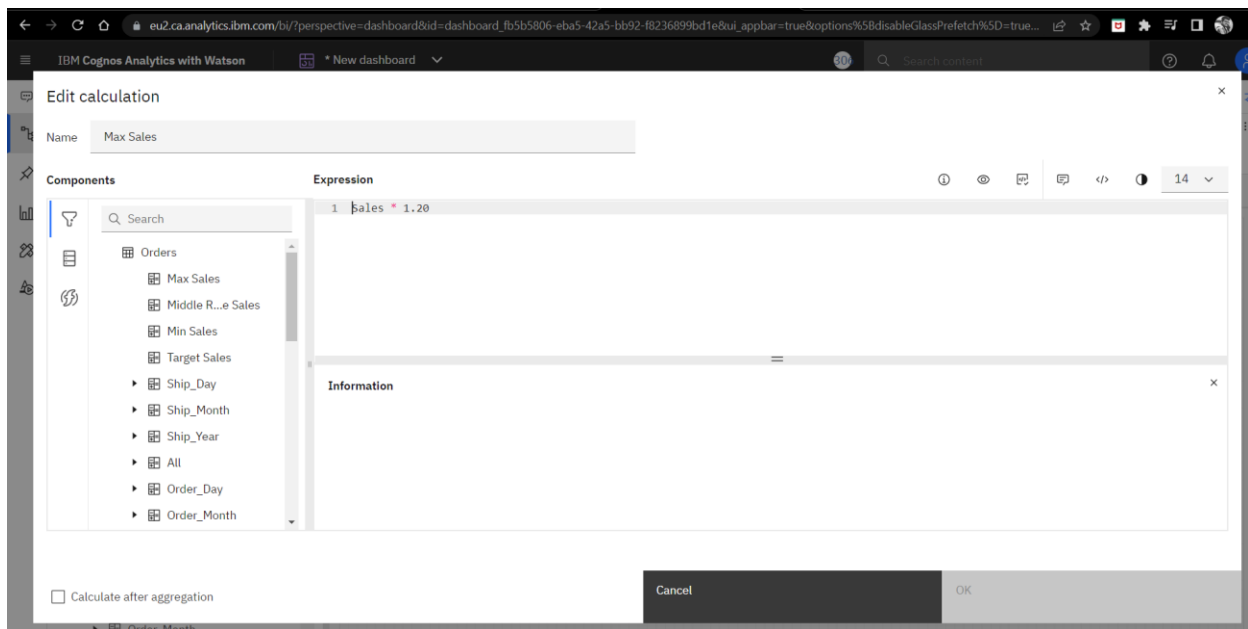 eu2.ca.analytics.ibm.com/bi/?perspective=dashboard&id=dashboard_fb5b5806-eba5-42a5-bb92-f8236899bd1e&ui_appbar=true&options%5BdisableGlassPrefetch%5D=true...
IBM Cognos Analytics with Watson * New dashboard Search content
Edit calculation
Name Max Sales
Components Expression 14
1 Sales * 1.20
Search
Orders
Max Sales
Middle R...e Sales
Min Sales
Target Sales
Ship_Day
Information
Ship_Month
Ship_Year
All
Order_Day
Order_Month
Cancel OK
Calculate after aggregation